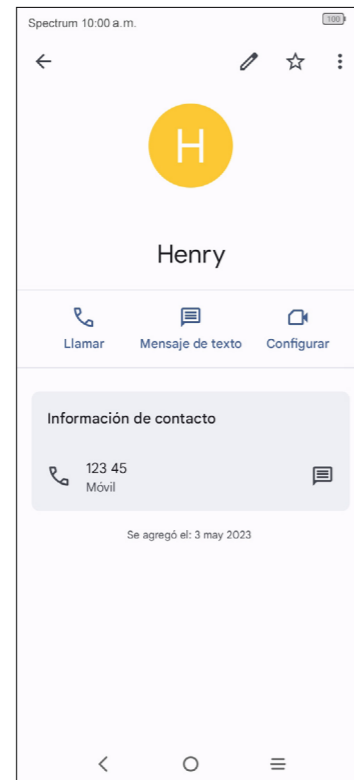 Spectrum 10:00 a.m.
100
H
Henry
Llamar Mensaje de texto Configurar
Información de contacto
123 45
Móvil
Se agregó el: 3 may 2023